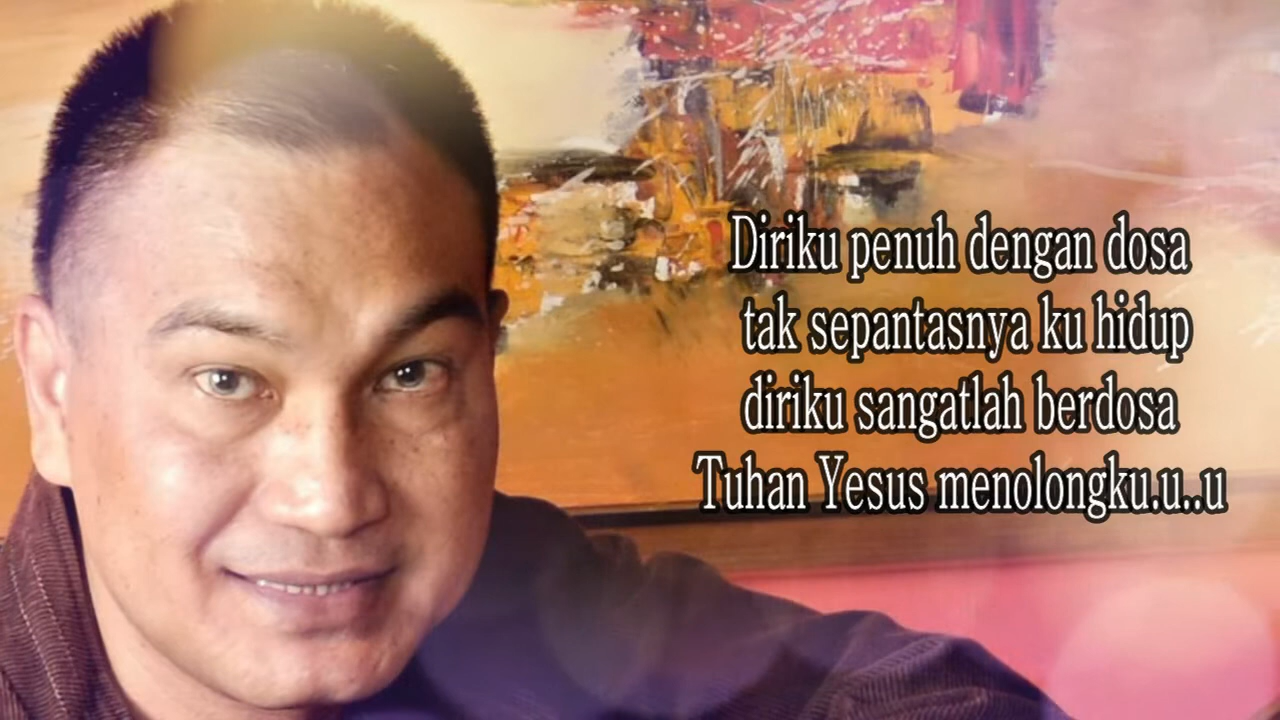 Diriku penuh dengan dosa
tak sepantasnya ku hidup
diriku sangatlah berdosa
Tuhan Yesus menolongku.u..u